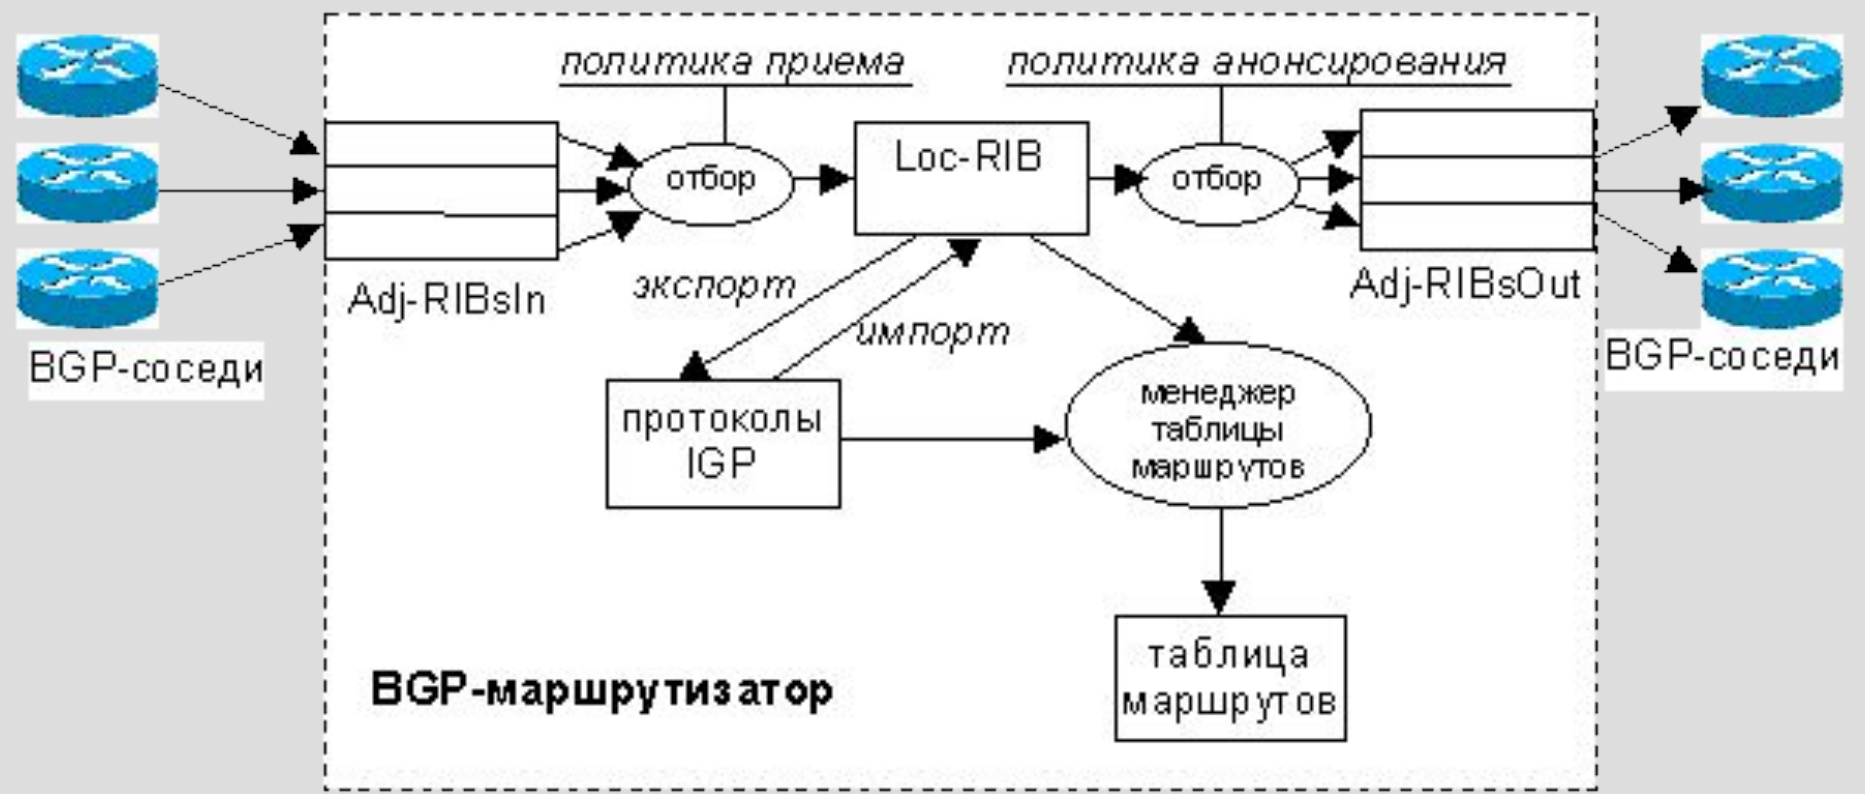 политика приема
политика анонсирования
отбор
Loc-RIB
отбор
Adj-RIBsIn
экспорт
Adj-RIBsOut
импорт
BGP-соседи
BGP-соседи
протоколы
IGP
менеджер
таблицы
маршрутов
таблица
маршрутов
BGP-маршрутизатор